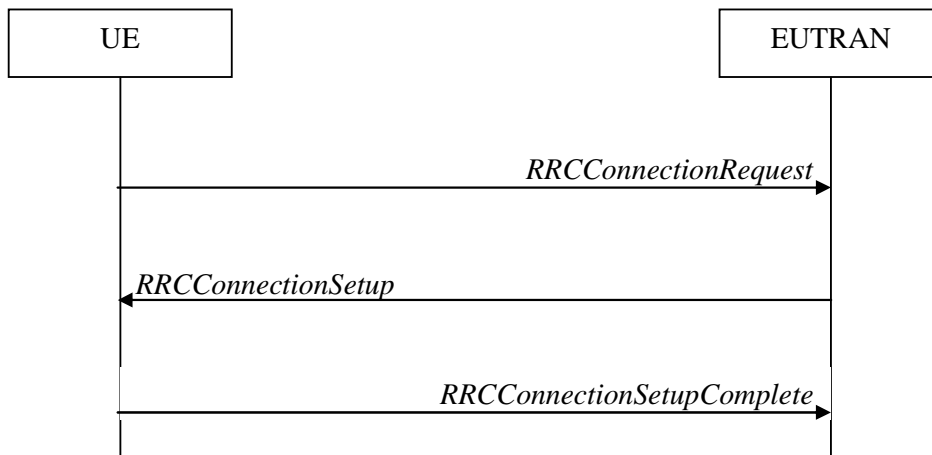 UE
EUTRAN
RRCConnectionRequest
RRCConnectionSetup
RRCConnectionSetupComplete